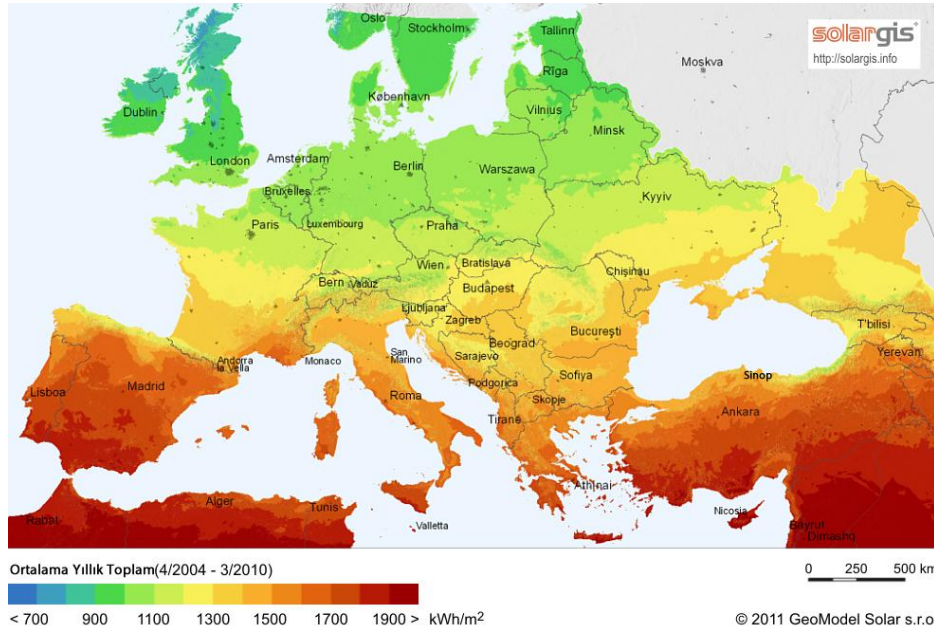 solargis
http://solargis.info
Oslo
Stockholm
Tallinn
Rīga
Moskva
København
Vilnius
Dublin
Minsk
London
Amsterdam
Berlin
Warszawa
Bruxelles
Kyyiv
Paris
Luxembourg
Praha
Wien
Bratislava
Chişinău
Bern
Vaduz
Budapest
Ljubljana
Zagreb
Bucureşti
T'bilisi
Beograd
San
Marino
Sarajevo
Yerevan
Andorra
la Vella
Monaco
Sinop
Podgorica
Sofiya
Lisboa
Madrid
Roma
Skopje
Ankara
Tiranë
Athínai
Alger
Tunis
Nicosia
Rabat
Valletta
Bayrut
Dimashq
Ortalama Yıllık Toplam(4/2004 - 3/2010)
0 250 500 km
< 700 900 1100 1300 1500 1700 1900 > kWh/m²
© 2011 GeoModel Solar s.r.o